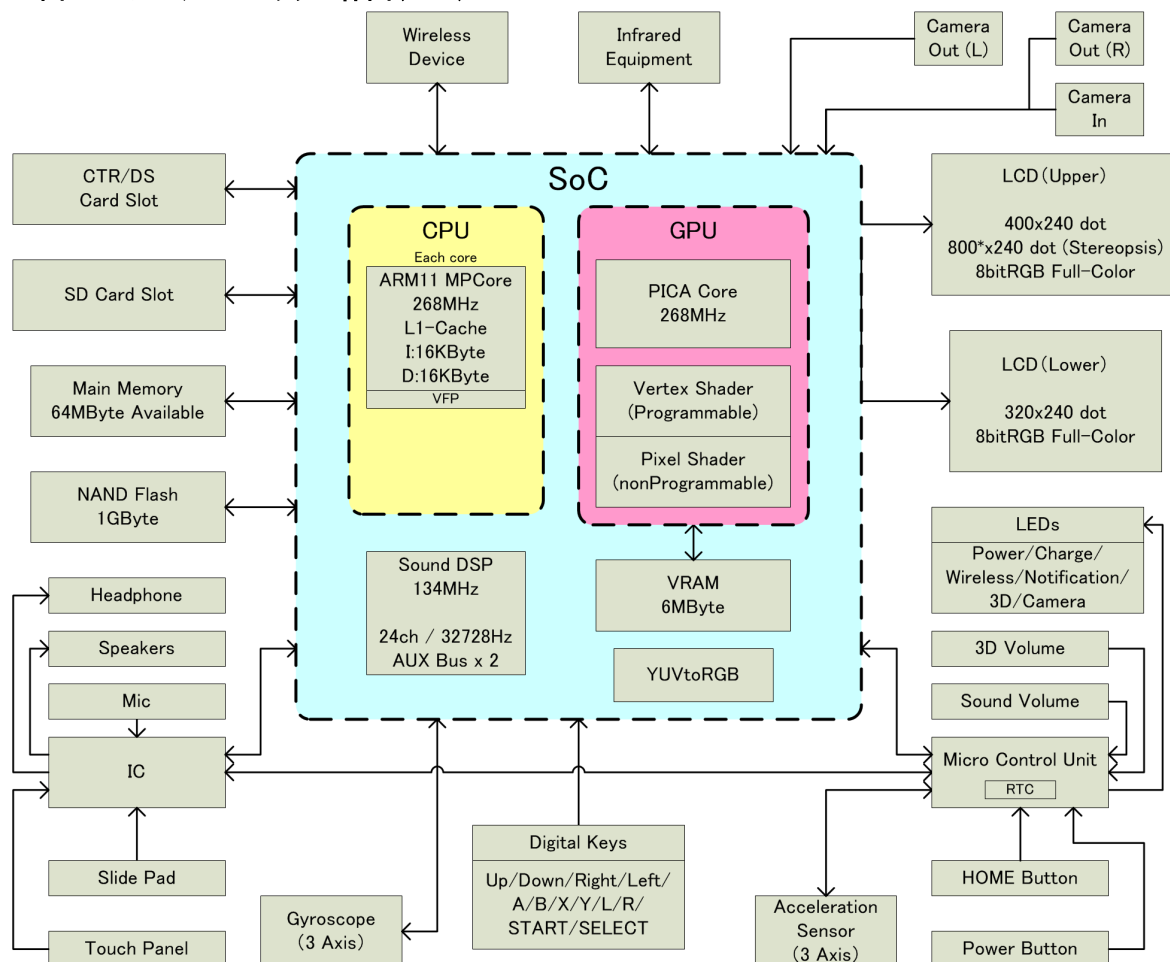 Wireless
Device
Infrared
Equipment
Camera
Out (L)
Camera
Out (R)
Camera
In
CTR/DS
Card Slot
SD Card Slot
Main Memory
64MByte Available
NAND Flash
1GByte
Headphone
Speakers
Mic
IC
Slide Pad
Touch Panel
SoC
CPU
Each core
ARM11 MPCore
268MHz
L1-Cache
I:16KByte
D:16KByte
VFP
GPU
PICA Core
268MHz
Vertex Shader
(Programmable)
Pixel Shader
(nonProgrammable)
Sound DSP
134MHz
24ch / 32728Hz
AUX Bus x 2
VRAM
6MByte
YUVtoRGB
LCD (Upper)
400x240 dot
800*x240 dot (Stereopsis)
8bitRGB Full-Color
LCD (Lower)
320x240 dot
8bitRGB Full-Color
LEDs
Power/Charge/
Wireless/Notification/
3D/Camera
3D Volume
Sound Volume
Micro Control Unit
RTC
HOME Button
Power Button
Gyroscope
(3 Axis)
Digital Keys
Up/Down/Right/Left/
A/B/X/Y/L/R/
START/SELECT
Acceleration
Sensor
(3 Axis)